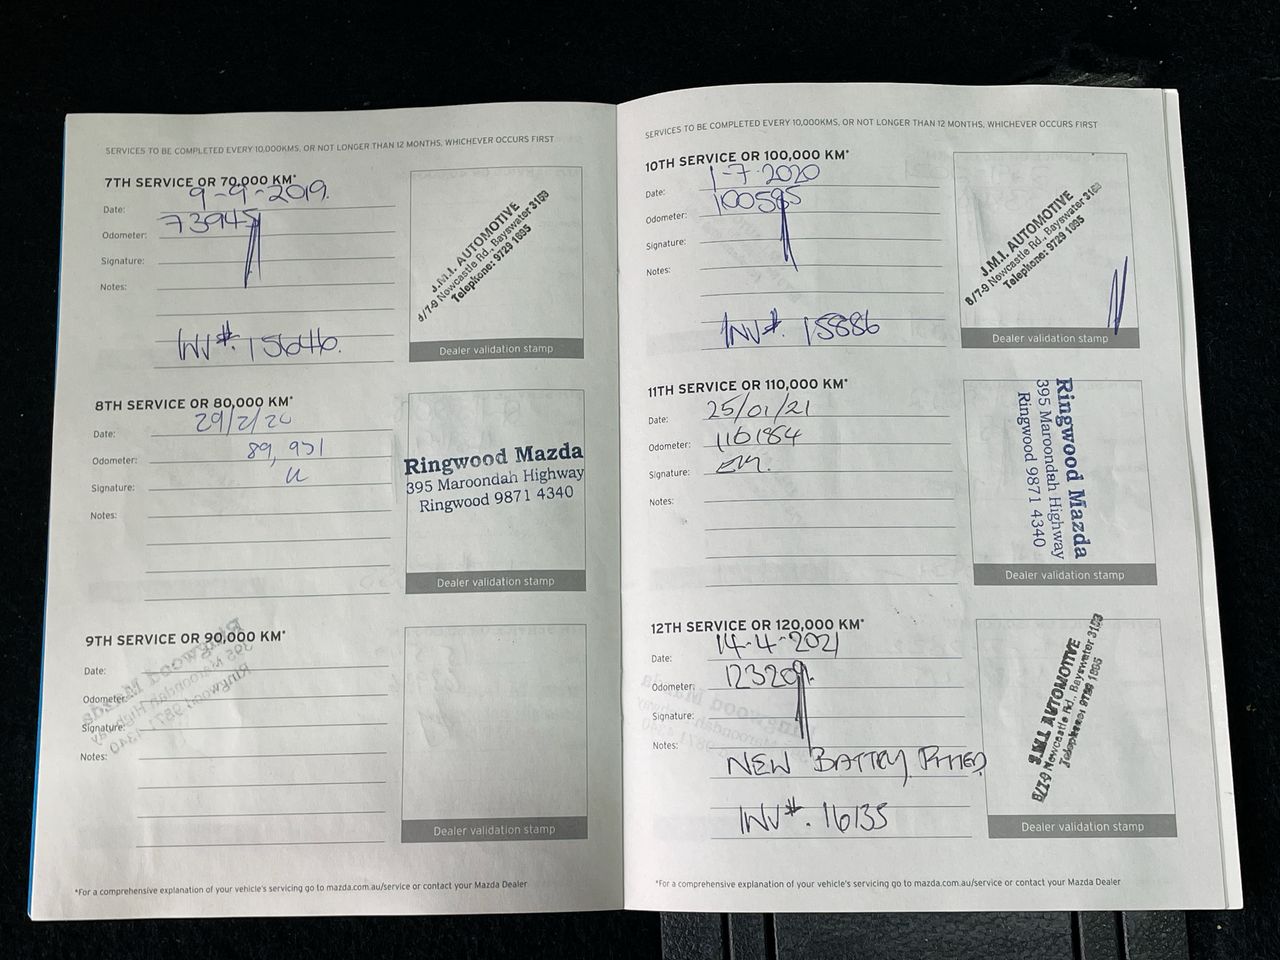 SERVICES TO BE COMPLETED EVERY 10,000KMS, OR NOT LONGER THAN 12 MONTHS, WHICHEVER OCCURS FIRST
7TH SERVICE OR 70,000 KM*
Date: 9-9-2019.
Odometer: 73945
Signature:
Notes:
INV#. 15646.
J.M.I. AUTOMOTIVE
8/7-9 Newcastle Rd., Bayswater 3153
Telephone: 9729 1895
Dealer validation stamp
8TH SERVICE OR 80,000 KM*
Date: 29/2/20
Odometer: 89,931
Signature:
Notes:
Ringwood Mazda
395 Maroondah Highway
Ringwood 9871 4340
Dealer validation stamp
9TH SERVICE OR 90,000 KM*
Date:
Odometer:
Signature:
Notes:
Dealer validation stamp
*For a comprehensive explanation of your vehicle's servicing go to mazda.com.au/service or contact your Mazda Dealer
SERVICES TO BE COMPLETED EVERY 10,000KMS, OR NOT LONGER THAN 12 MONTHS, WHICHEVER OCCURS FIRST
10TH SERVICE OR 100,000 KM*
Date: 1-7-2020
Odometer: 100585
Signature:
Notes:
INV#. 15886
J.M.I. AUTOMOTIVE
8/7-9 Newcastle Rd., Bayswater 3153
Telephone: 9729 1895
Dealer validation stamp
11TH SERVICE OR 110,000 KM*
Date: 25/01/21
Odometer: 116184
Signature:
Notes:
Ringwood Mazda
395 Maroondah Highway
Ringwood 9871 4340
Dealer validation stamp
12TH SERVICE OR 120,000 KM*
Date: 14-4-2021
Odometer: 123209.
Signature:
Notes:
NEW BATTERY FITTED
INV#. 16135
J.M.I. AUTOMOTIVE
8/7-9 Newcastle Rd., Bayswater 3153
Telephone: 9729 1895
Dealer validation stamp
*For a comprehensive explanation of your vehicle's servicing go to mazda.com.au/service or contact your Mazda Dealer